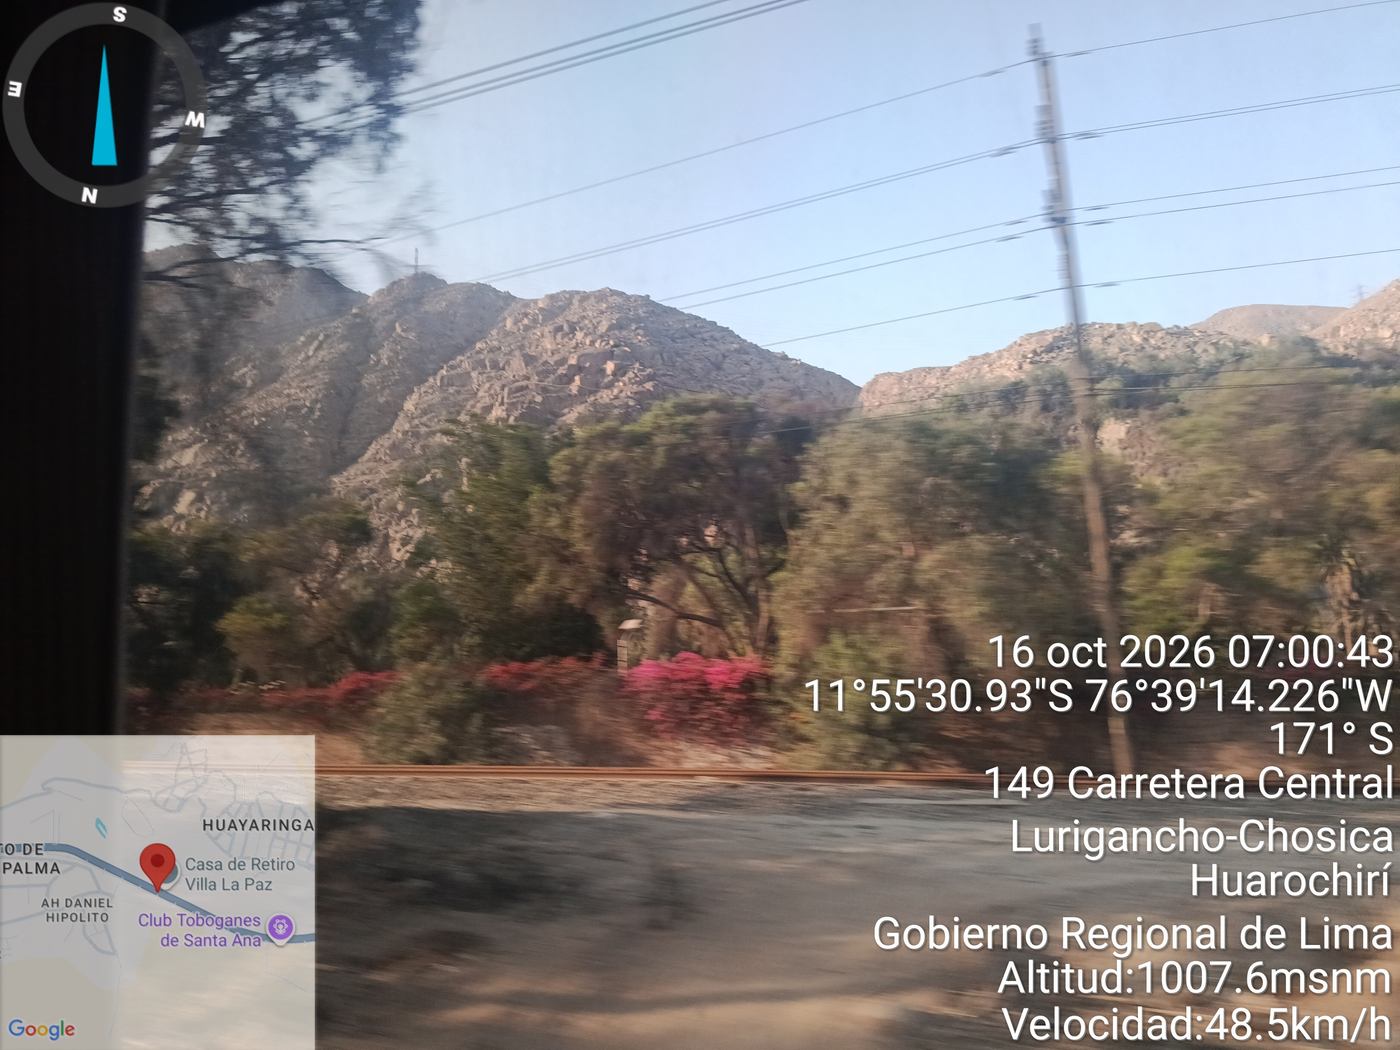 S
E
W
N
16 oct 2026 07:00:43
11°55'30.93"S 76°39'14.226"W
171° S
149 Carretera Central
Lurigancho-Chosica
Huarochirí
Gobierno Regional de Lima
Altitud:1007.6msnm
Velocidad:48.5km/h
HUAYARINGA
TO DE
PALMA
Casa de Retiro
Villa La Paz
AH DANIEL
HIPOLITO
Club Toboganes
de Santa Ana
Google